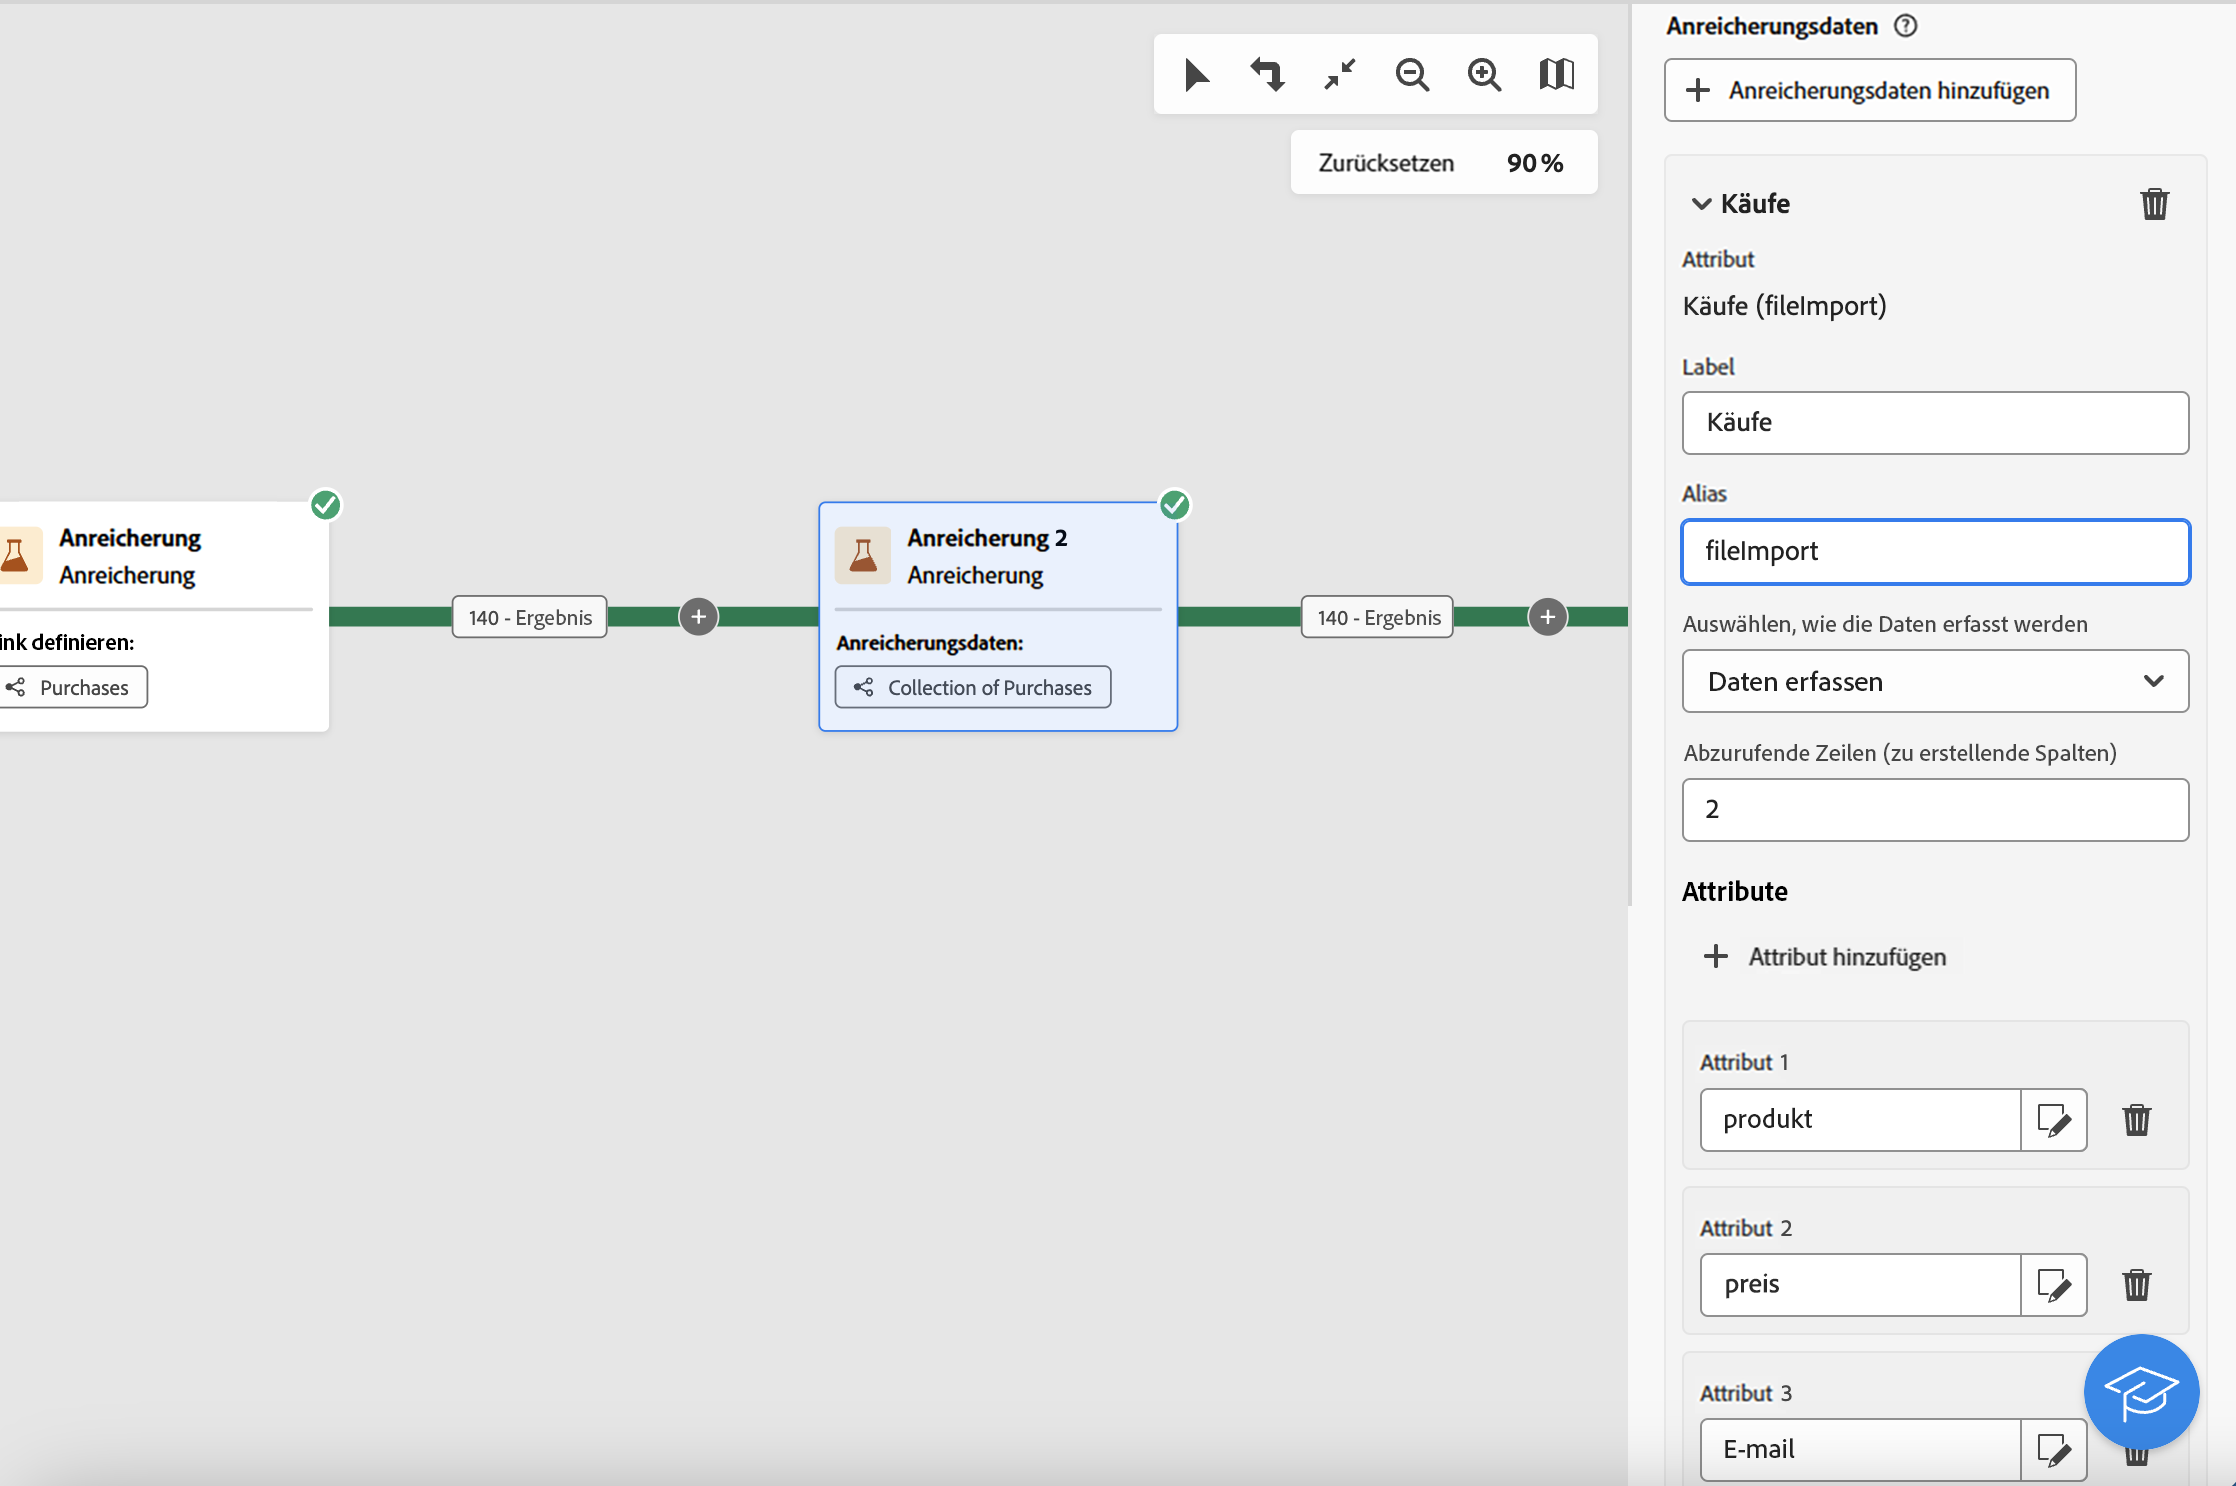 Zurücksetzen 90 %
Anreicherung
Anreicherung
ink definieren:
Purchases
140 - Ergebnis
Anreicherung 2
Anreicherung
Anreicherungsdaten:
Collection of Purchases
140 - Ergebnis
Anreicherungsdaten
Anreicherungsdaten hinzufügen
Käufe
Attribut
Käufe (fileImport)
Label
Käufe
Alias
fileImport
Auswählen, wie die Daten erfasst werden
Daten erfassen
Abzurufende Zeilen (zu erstellende Spalten)
2
Attribute
Attribut hinzufügen
Attribut 1
produkt
Attribut 2
preis
Attribut 3
E-mail